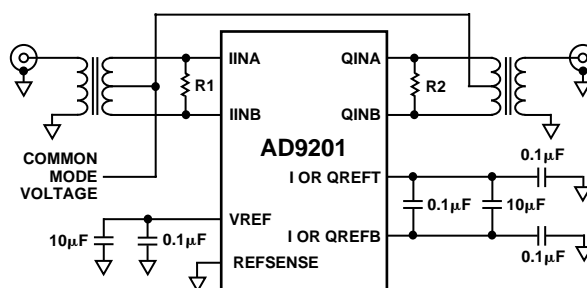 IINA
QINA
R1
R2
IINB
QINB
AD9201
COMMON
MODE
VOLTAGE
0.1μF
I OR QREFT
0.1μF
10μF
VREF
10μF
0.1μF
I OR QREFB
0.1μF
REFSENSE